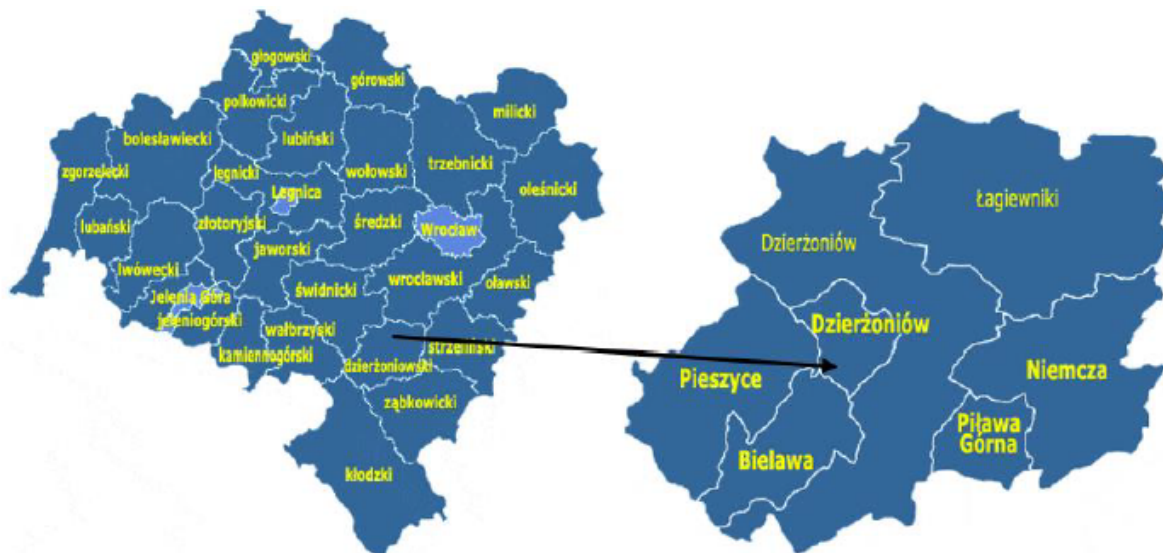 głogowski
górowski
polkowicki
milicki
bolesławiecki
lubiński
trzebnicki
zgorzelecki
legnicki
wołowski
oleśnicki
Legnica
lubański
złotoryjski
średzki
Wrocław
jaworski
lwówecki
wrocławski
oławski
świdnicki
Jelenia Góra
jeleniogórski
wałbrzyski
kamiennogórski
strzeliński
dzierżoniowski
ząbkowicki
kłodzki
Łagiewniki
Dzierżoniów
Dzierżoniów
Pieszyce
Niemcza
Piława
Górna
Bielawa